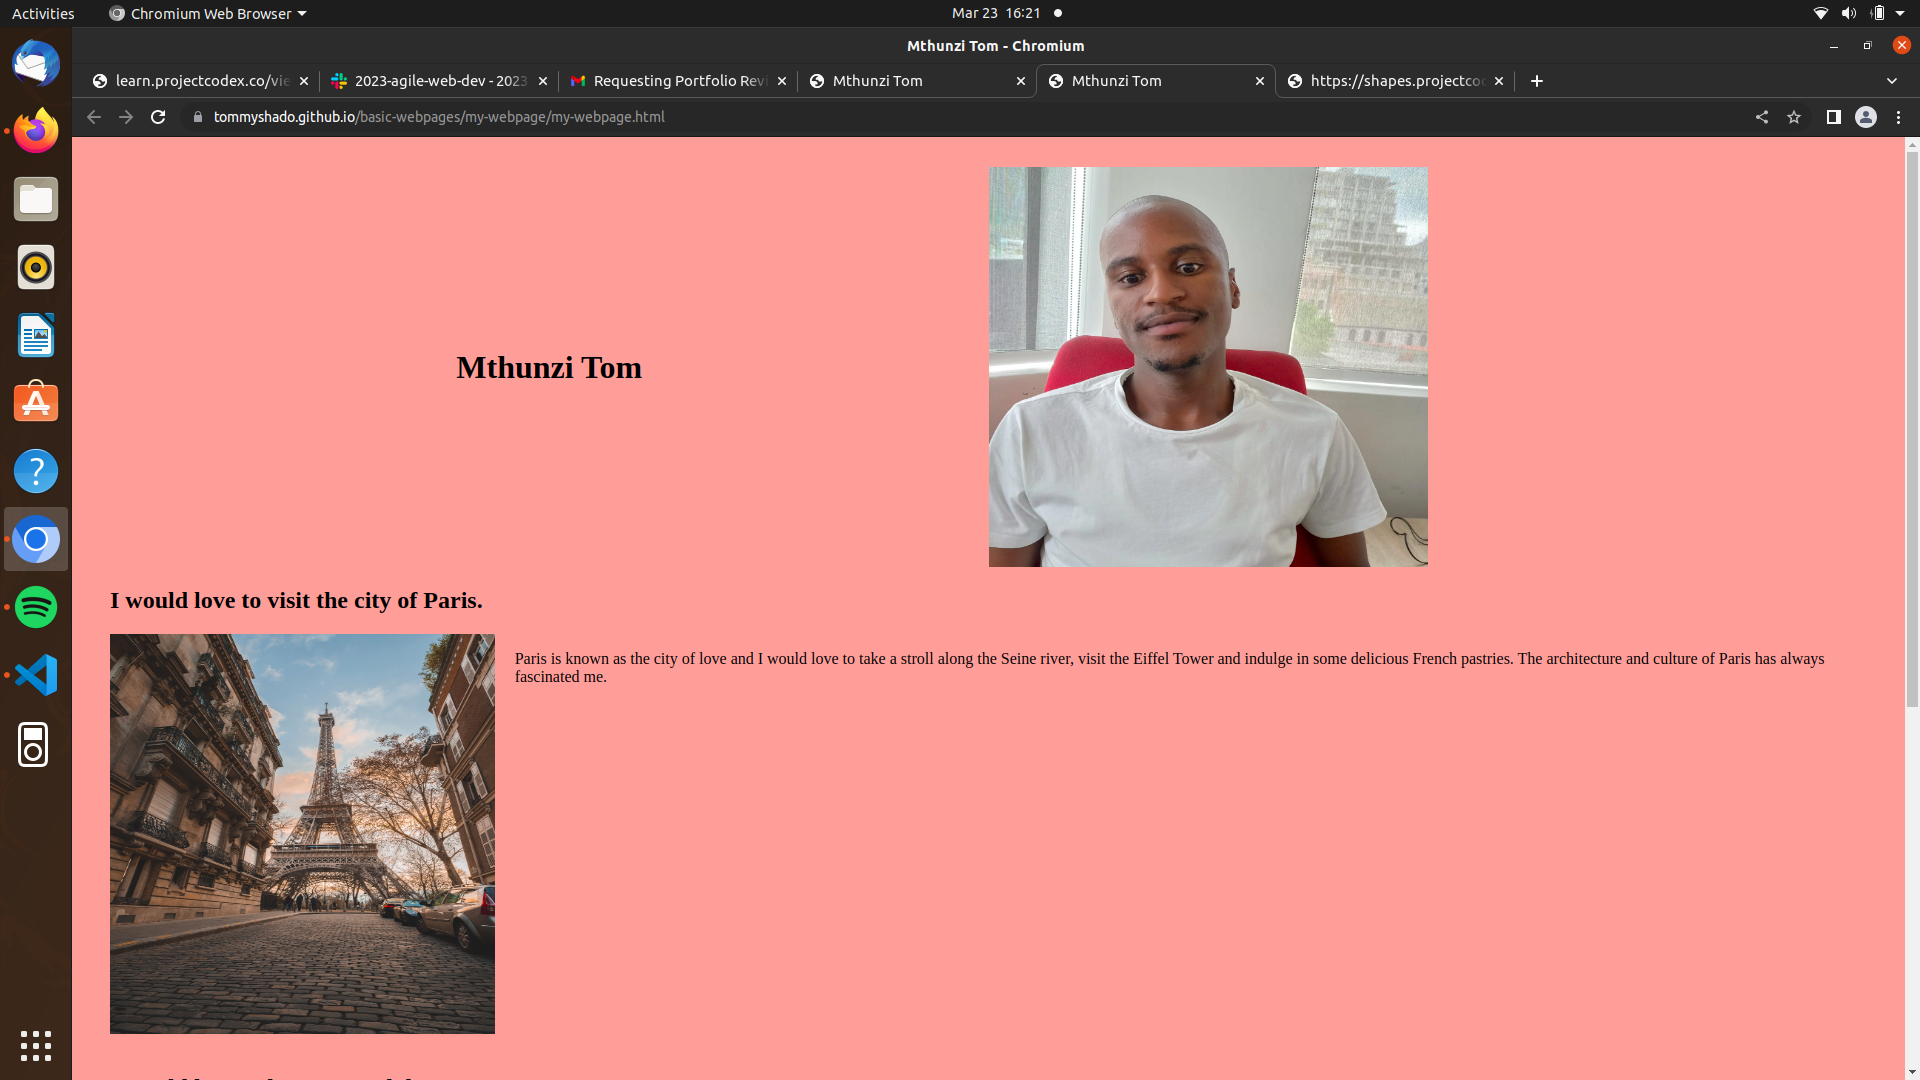 Activities
Chromium Web Browser
Mar 23 16:21
Mthunzi Tom - Chromium
learn.projectcodex.co/vie
2023-agile-web-dev - 2023
Requesting Portfolio Revi
Mthunzi Tom
Mthunzi Tom
https://shapes.projectco
tommyshado.github.io/basic-webpages/my-webpage/my-webpage.html
Mthunzi Tom
I would love to visit the city of Paris.
Paris is known as the city of love and I would love to take a stroll along the Seine river, visit the Eiffel Tower and indulge in some delicious French pastries. The architecture and culture of Paris has always
fascinated me.